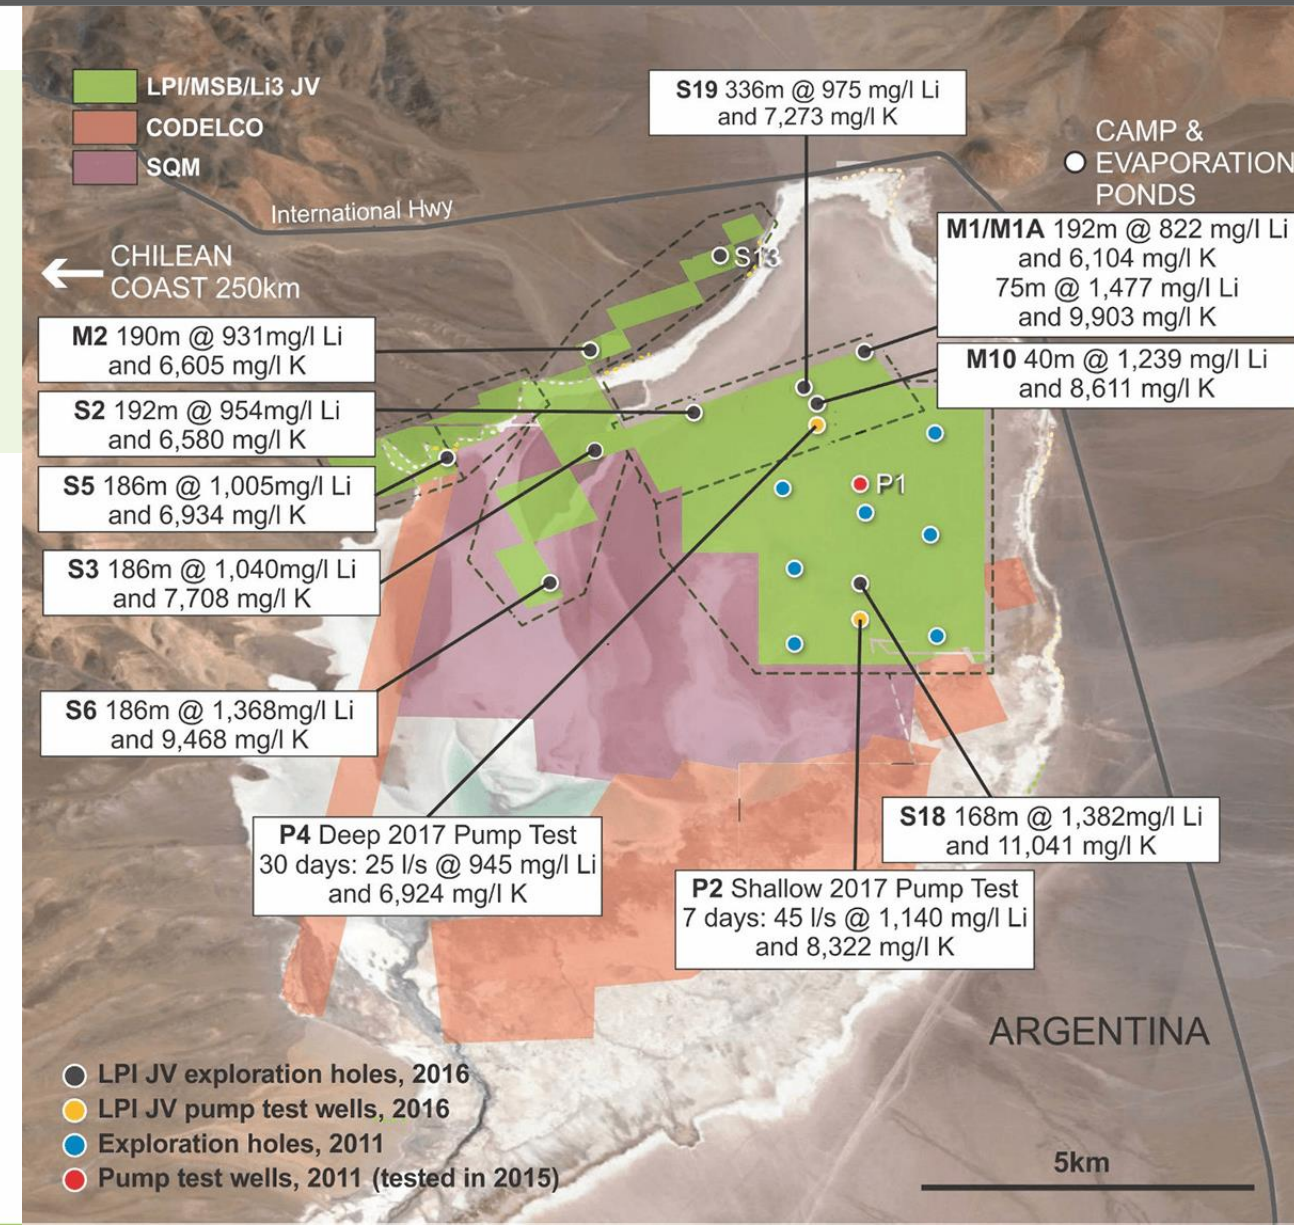 LPI/MSB/Li3 JV
CODELCO
SQM
International Hwy
CHILEAN
COAST 250km
S19 336m @ 975 mg/l Li
and 7,273 mg/l K
CAMP &
EVAPORATION
PONDS
M1/M1A 192m @ 822 mg/l Li
and 6,104 mg/l K
75m @ 1,477 mg/l Li
and 9,903 mg/l K
M10 40m @ 1,239 mg/l Li
and 8,611 mg/l K
S13
M2 190m @ 931mg/l Li
and 6,605 mg/l K
S2 192m @ 954mg/l Li
and 6,580 mg/l K
S5 186m @ 1,005mg/l Li
and 6,934 mg/l K
S3 186m @ 1,040mg/l Li
and 7,708 mg/l K
S6 186m @ 1,368mg/l Li
and 9,468 mg/l K
P1
P4 Deep 2017 Pump Test
30 days: 25 l/s @ 945 mg/l Li
and 6,924 mg/l K
S18 168m @ 1,382mg/l Li
and 11,041 mg/l K
P2 Shallow 2017 Pump Test
7 days: 45 l/s @ 1,140 mg/l Li
and 8,322 mg/l K
ARGENTINA
LPI JV exploration holes, 2016
LPI JV pump test wells, 2016
Exploration holes, 2011
Pump test wells, 2011 (tested in 2015)
5km